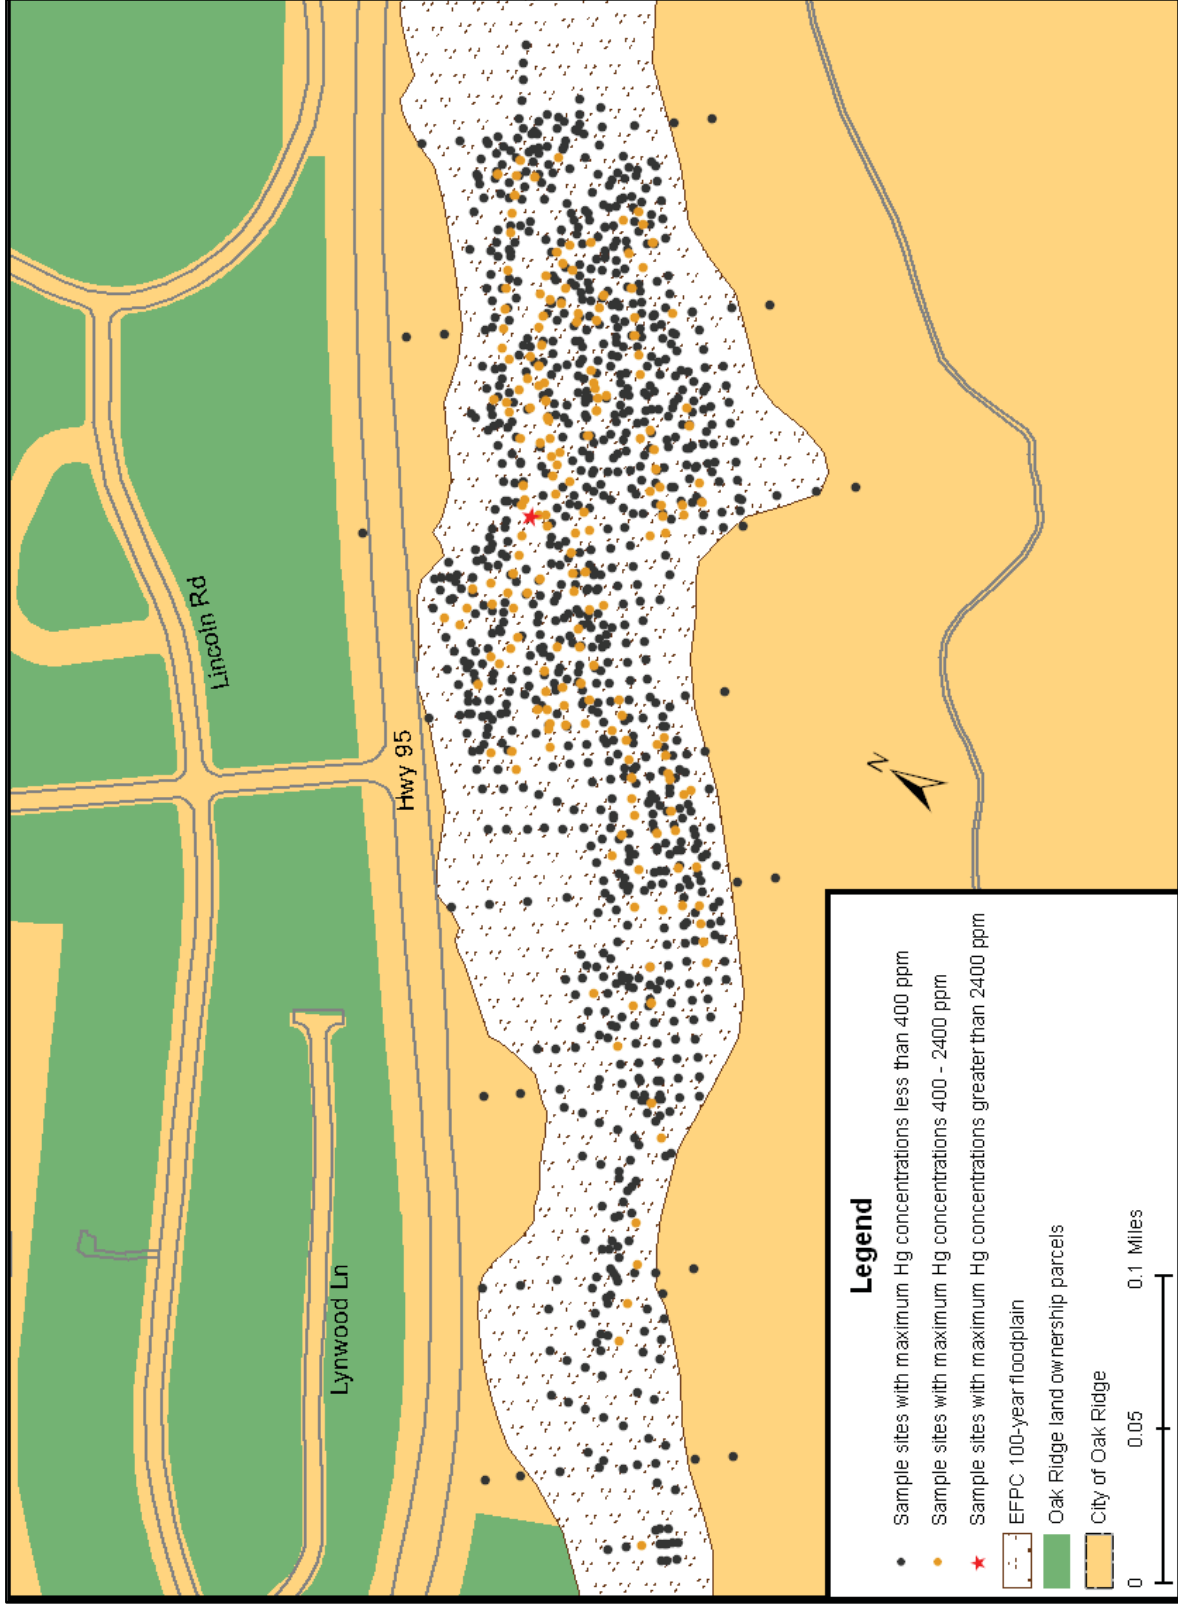 Lincoln Rd
Hwy 95
Lynwood Ln
N
Legend
Sample sites with maximum Hg concentrations less than 400 ppm
Sample sites with maximum Hg concentrations 400 - 2400 ppm
Sample sites with maximum Hg concentrations greater than 2400 ppm
EFPC 100-year floodplain
Oak Ridge land ownership parcels
City of Oak Ridge
0 0.05 0.1 Miles